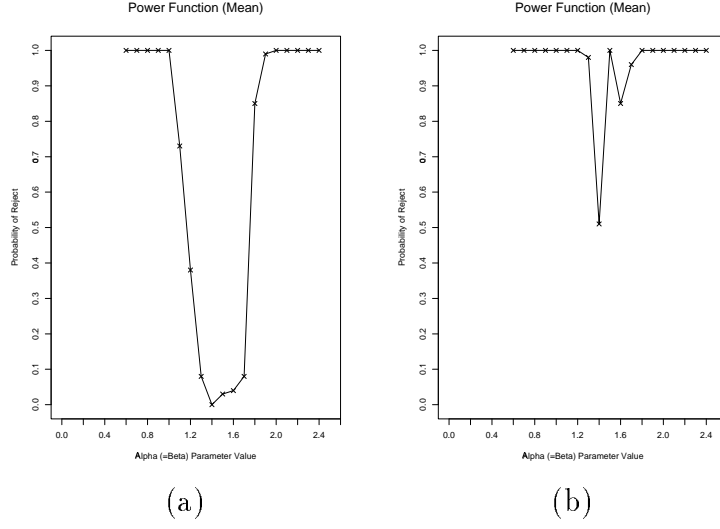 Power Function (Mean)
Probability of Reject
1.0
0.9
0.8
0.7
0.6
0.5
0.4
0.3
0.2
0.1
0.0
0.0 0.4 0.8 1.2 1.6 2.0 2.4
Alpha (=Beta) Parameter Value
(a)
Power Function (Mean)
Probability of Reject
1.0
0.9
0.8
0.7
0.6
0.5
0.4
0.3
0.2
0.1
0.0
0.0 0.4 0.8 1.2 1.6 2.0 2.4
Alpha (=Beta) Parameter Value
(b)